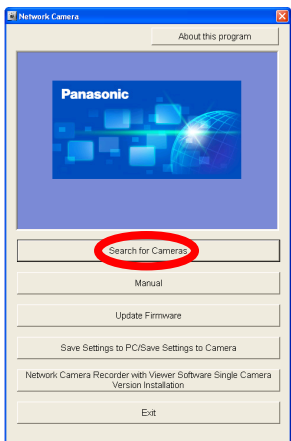 Network Camera
About this program
Panasonic
Search for Cameras
Manual
Update Firmware
Save Settings to PC/Save Settings to Camera
Network Camera Recorder with Viewer Software Single Camera
Version Installation
Exit